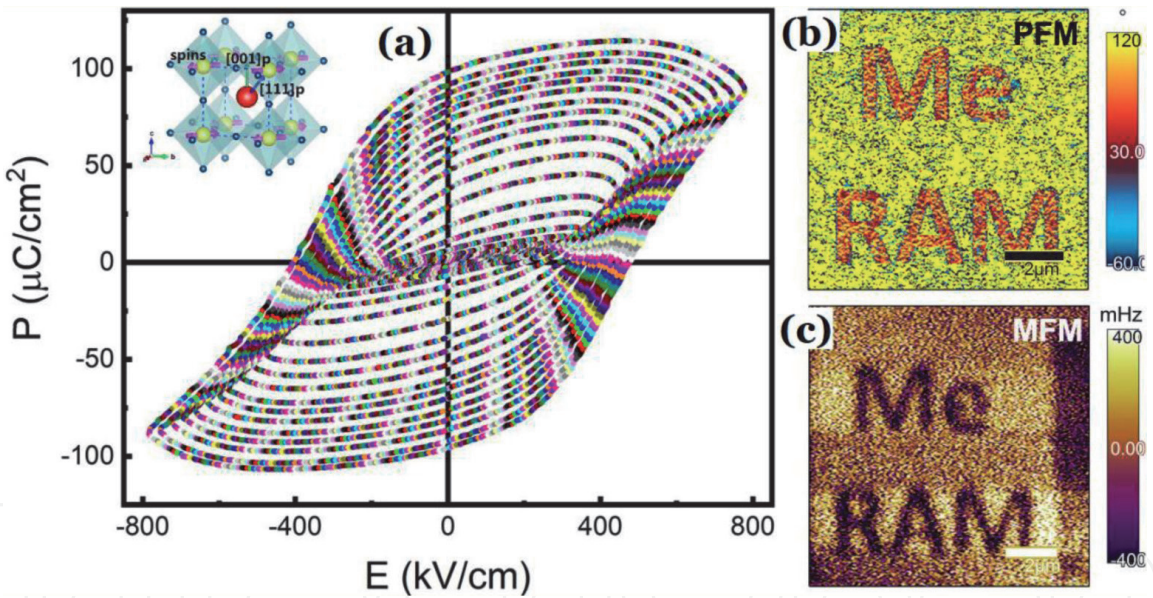 (a)
spins
[001]p
[111]p
c
b
100
50
0
-50
-100
P (μC/cm²)
-800
-400
0
400
800
E (kV/cm)
(b)
PFM
Me
RAM
2μm
°
120
30.0
-60.0
(c)
MFM
Me
RAM
2μm
mHz
400
0.00
-400